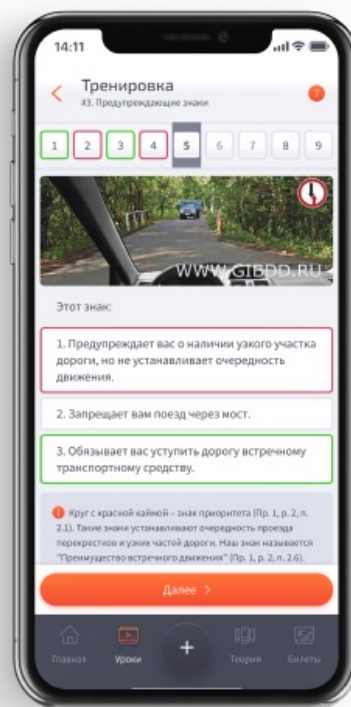 14:11
Тренировка
#3. Предупреждающие знаки
?
1 2 3 4 5 6 7 8 9
WWW.GIBDD.RU
Этот знак:
1. Предупреждает вас о наличии узкого участка
дороги, но не устанавливает очередность
движения.
2. Запрещает вам поезд через мост.
3. Обязывает вас уступить дорогу встречному
транспортному средству.
Круг с красной каймой – знак приоритета (Пр. 1, р. 2, п.
2.1). Такие знаки устанавливают очередность проезда
перекрестков и узких частей дороги. Наш знак называется
"Преимущество встречного движения" (Пр. 1, р. 2, п. 2.6).
Далее >
Главная Уроки + Теория Билеты